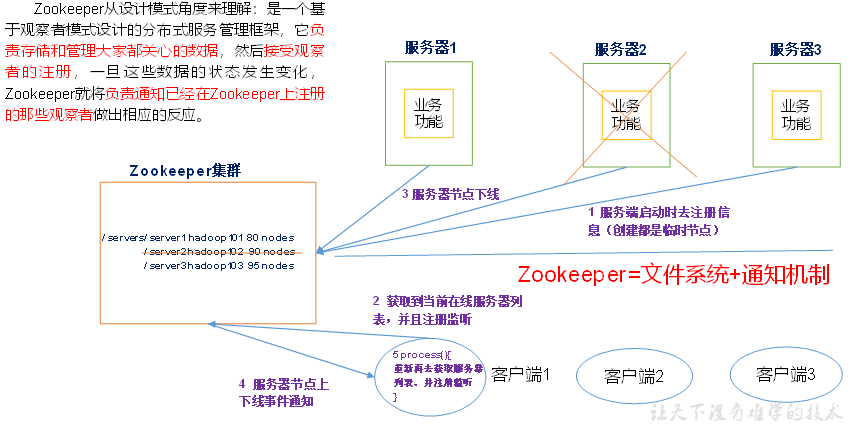 Zookeeper从设计模式角度来理解：是一个基
于观察者模式设计的分布式服务管理框架，它负
责存储和管理大家都关心的数据，然后接受观察
者的注册，一旦这些数据的状态发生变化，
Zookeeper就将负责通知已经在Zookeeper上注册
的那些观察者做出相应的反应。
服务器1
服务器2
服务器3
业务
功能
业务
功能
业务
功能
Zookeeper集群
3 服务器节点下线
1 服务端启动时去注册信
息（创建都是临时节点）
/servers/server1 hadoop101 80 nodes
/server2 hadoop102 90 nodes
/server3 hadoop103 95 nodes
Zookeeper=文件系统+通知机制
2 获取到当前在线服务器列
表，并且注册监听
4 服务器节点上
下线事件通知
5 process(){
重新再去获取服务器
列表，并注册监听
}
客户端1
客户端2
客户端3
让天下没有难学的技术